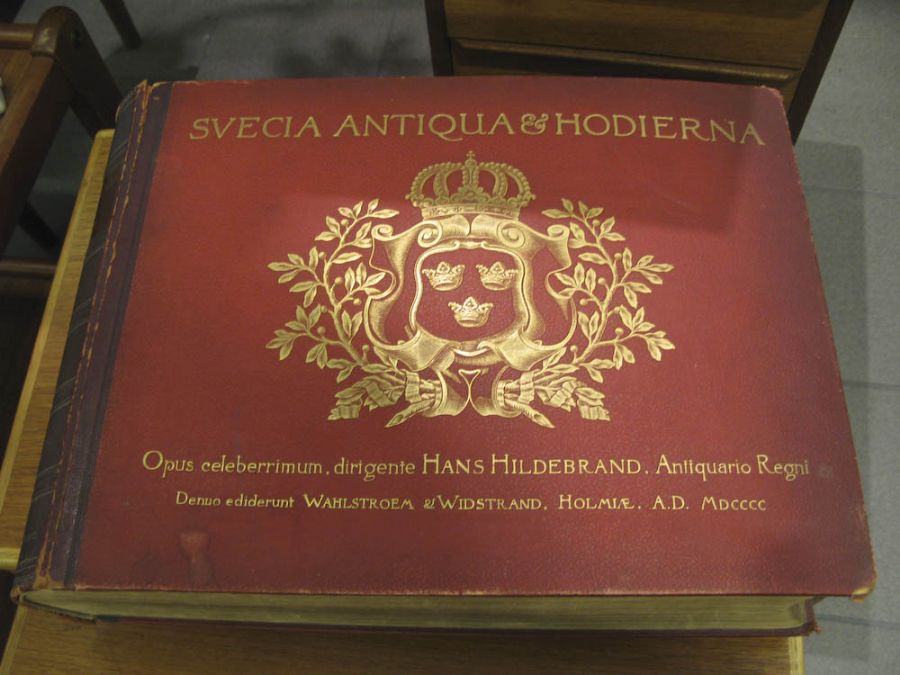 SVECIA ANTIQUA & HODIERNA
Opus celeberrimum, dirigente HANS HILDEBRAND, Antiquario Regni
Denuo ediderunt WAHLSTROEM & WIDSTRAND, HOLMIÆ, A.D. MDCCCC